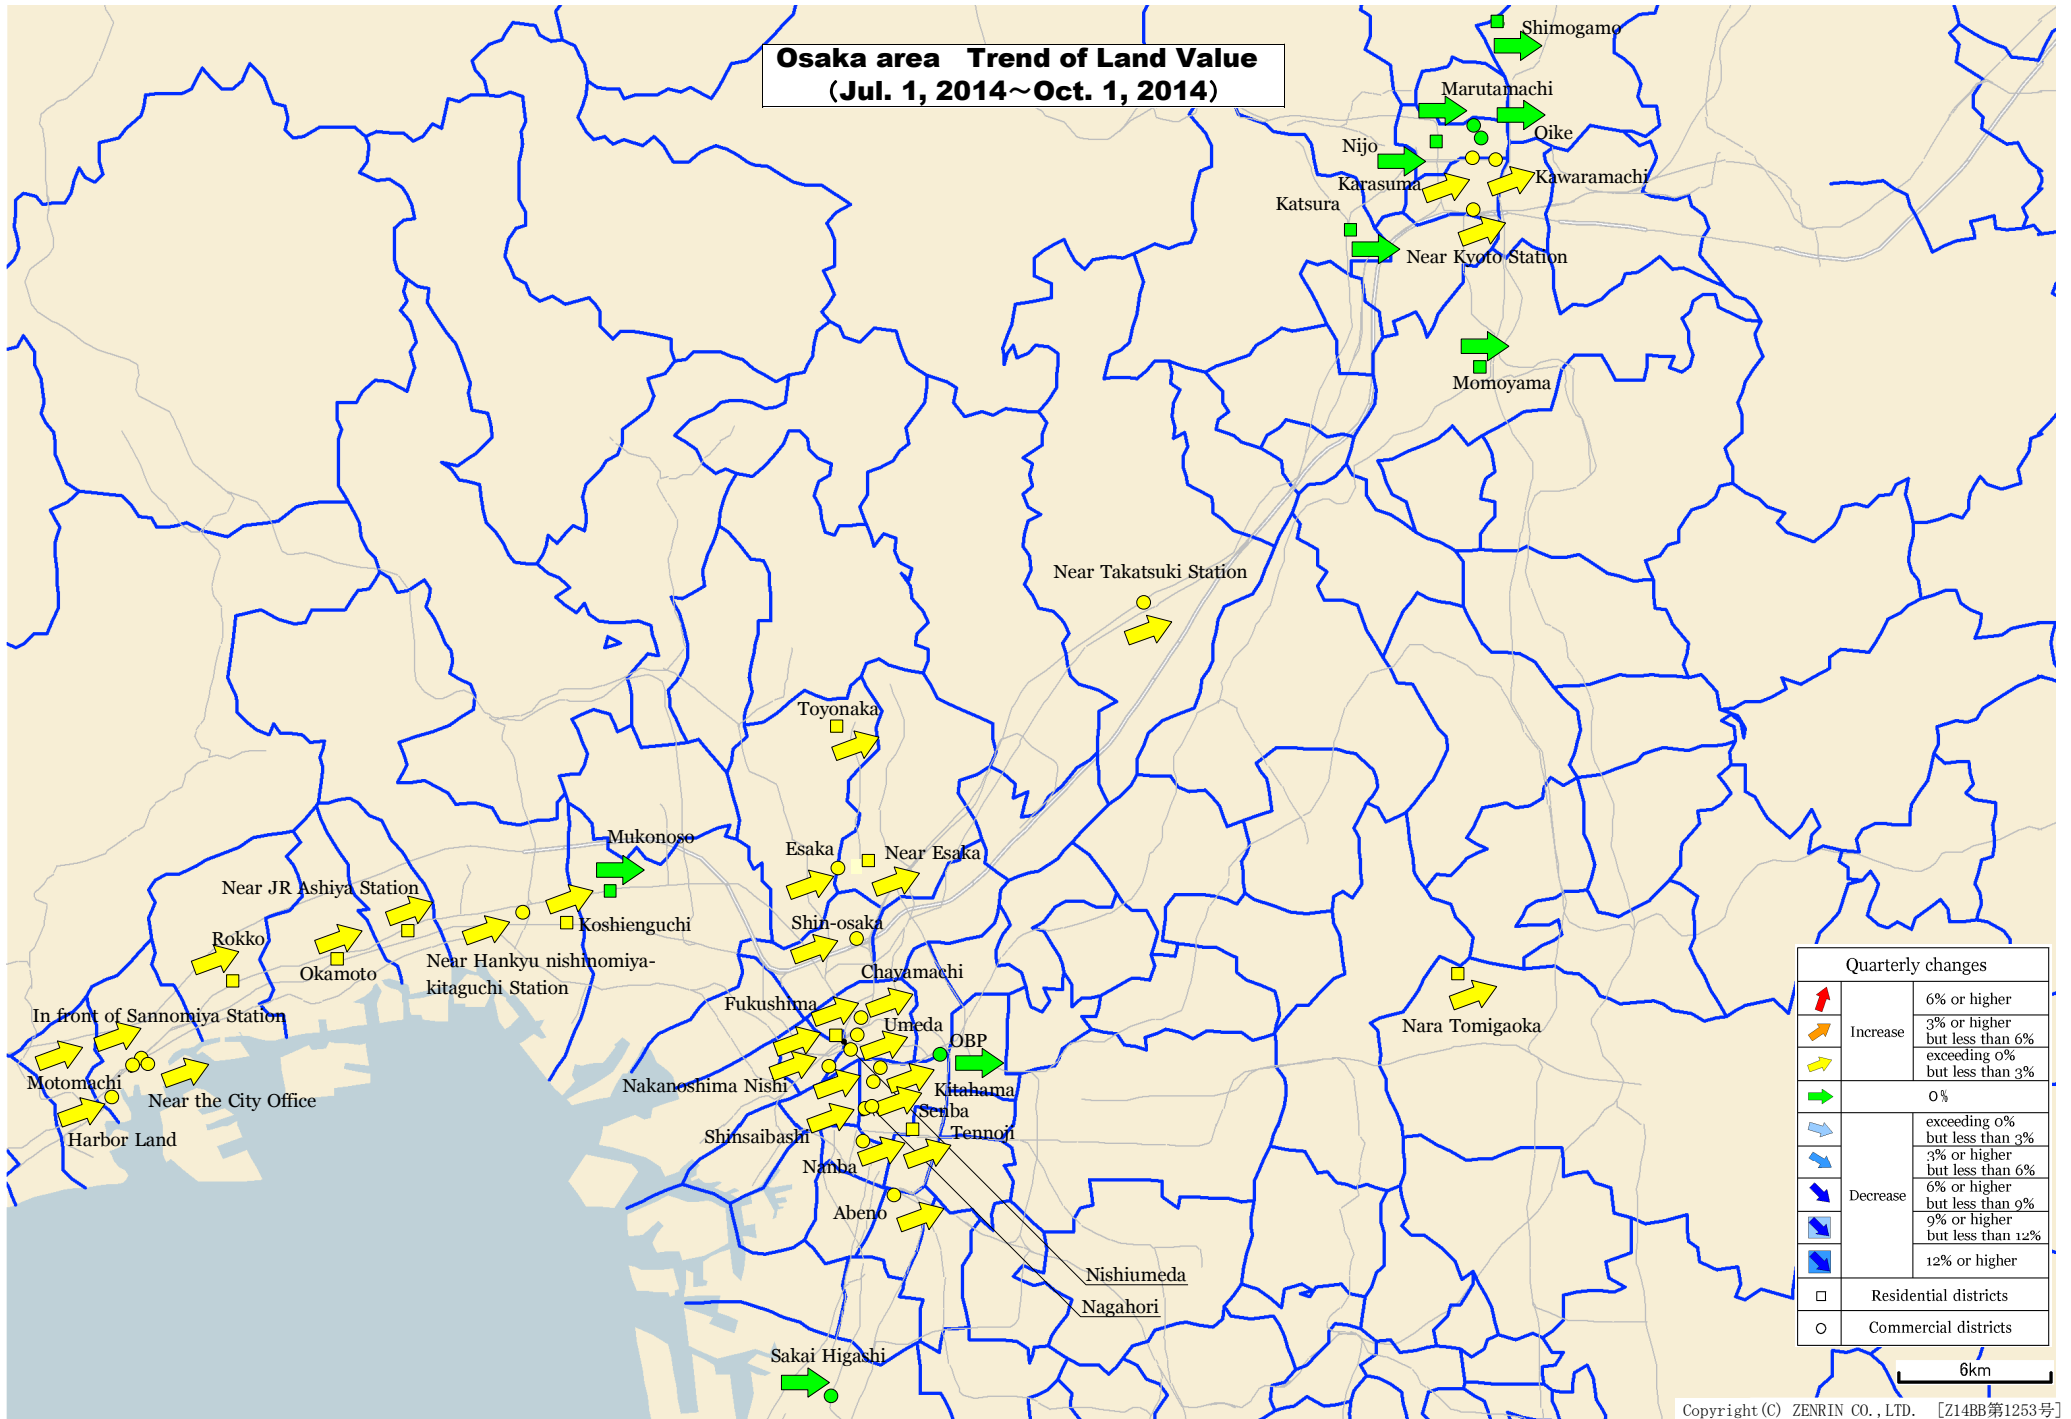 Osaka area Trend of Land Value
(Jul. 1, 2014～Oct. 1, 2014)
Shimogamo
Marutamachi
Oike
Nijo
Karasuma
Kawaramachi
Katsura
Near Kyoto Station
Momoyama
Near Takatsuki Station
Toyonaka
Mukonoso
Esaka
Near Esaka
Near JR Ashiya Station
Koshienguchi
Shin-osaka
Rokko
Okamoto
Near Hankyu nishinomiya-
kitaguchi Station
Chayamachi
Fukushima
In front of Sannomiya Station
Umeda
OBP
Nara Tomigaoka
Motomachi
Nakanoshima Nishi
Kitahama
Near the City Office
Senba
Harbor Land
Shinsaibashi
Tennoji
Nanba
Abeno
Nishiumeda
Nagahori
Sakai Higashi
Quarterly changes
Increase
6% or higher
3% or higher
but less than 6%
exceeding 0%
but less than 3%
0%
Decrease
exceeding 0%
but less than 3%
3% or higher
but less than 6%
6% or higher
but less than 9%
9% or higher
but less than 12%
12% or higher
Residential districts
Commercial districts
6km
Copyright(C) ZENRIN CO.,LTD. [Z14BB第1253号]